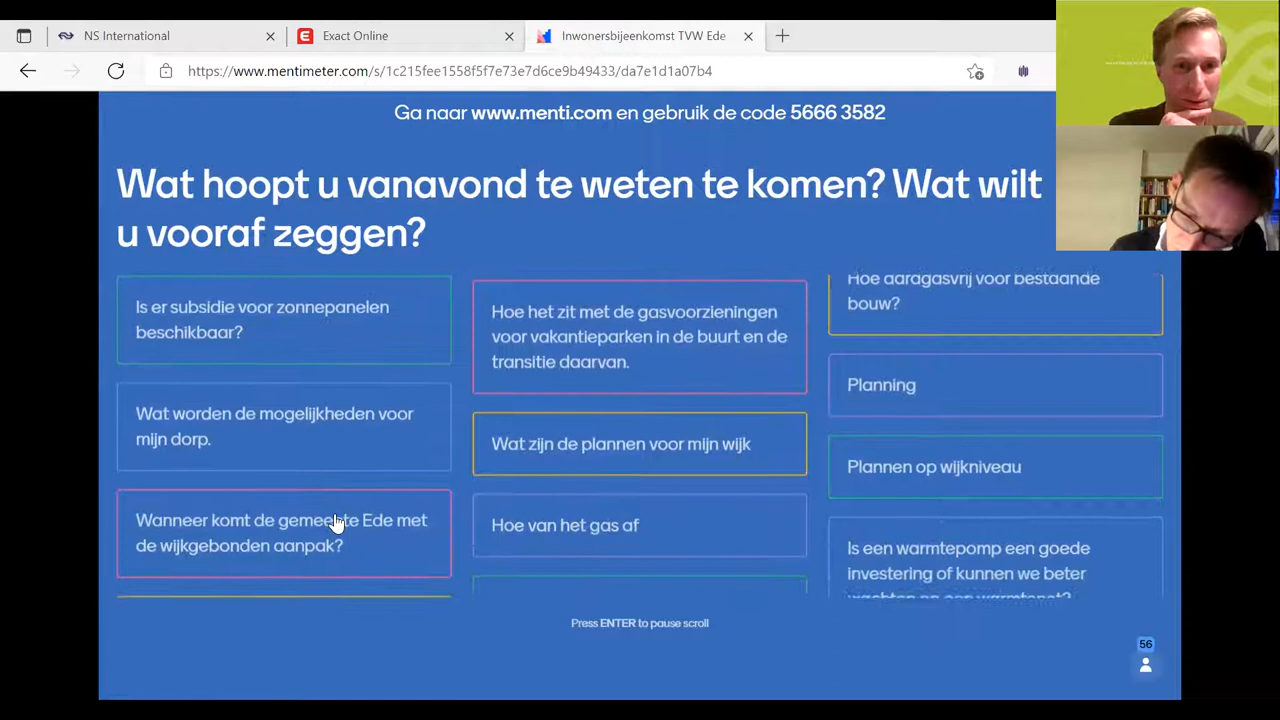 NS International
Exact Online
Inwonersbijeenkomst TVW Ede
https://www.mentimeter.com/s/1c215fee1558f5f7e73e7d6ce9b49433/da7e1d1a07b4
Ga naar www.menti.com en gebruik de code 5666 3582
Wat hoopt u vanavond te weten te komen? Wat wilt
u vooraf zeggen?
Is er subsidie voor zonnepanelen
beschikbaar?
Wat worden de mogelijkheden voor
mijn dorp.
Wanneer komt de gemeente Ede met
de wijkgebonden aanpak?
Hoe het zit met de gasvoorzieningen
voor vakantieparken in de buurt en de
transitie daarvan.
Wat zijn de plannen voor mijn wijk
Hoe van het gas af
Hoe aardgasvrij voor bestaande
bouw?
Planning
Plannen op wijkniveau
Is een warmtepomp een goede
investering of kunnen we beter
wachten op een warmtenet?
Press ENTER to pause scroll
56